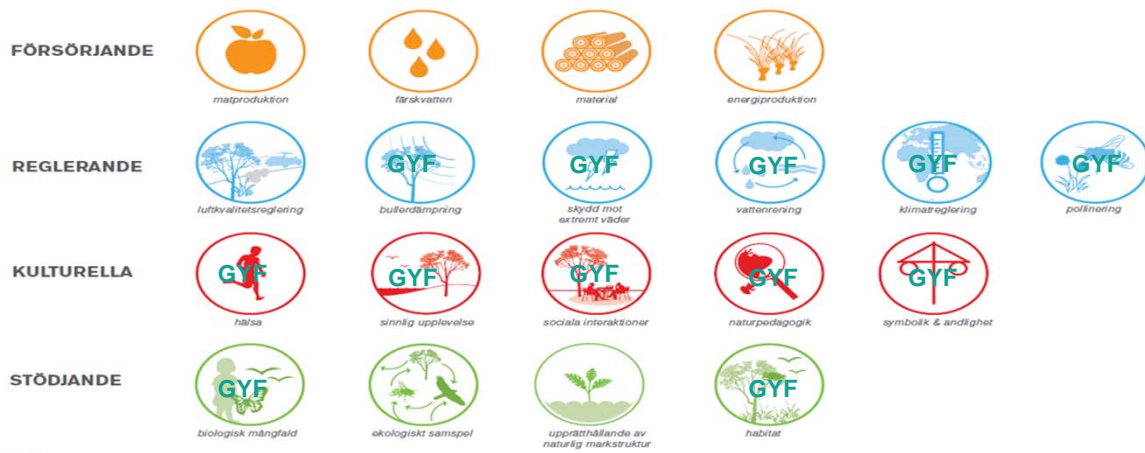 FÖRSÖRJANDE
matproduktion färskvatten material energiproduktion
REGLERANDE
GYF GYF GYF GYF GYF
luftkvalitetsreglering bullerdämpning skydd mot extremt väder vattenrening klimatreglering pollinering
KULTURELLA
GYF GYF GYF GYF GYF
hälsa sinnlig upplevelse sociala interaktioner naturpedagogik symbolik & andlighet
STÖDJANDE
GYF GYF
biologisk mångfald ekologiskt samspel upprätthållande av naturlig markstruktur habitat